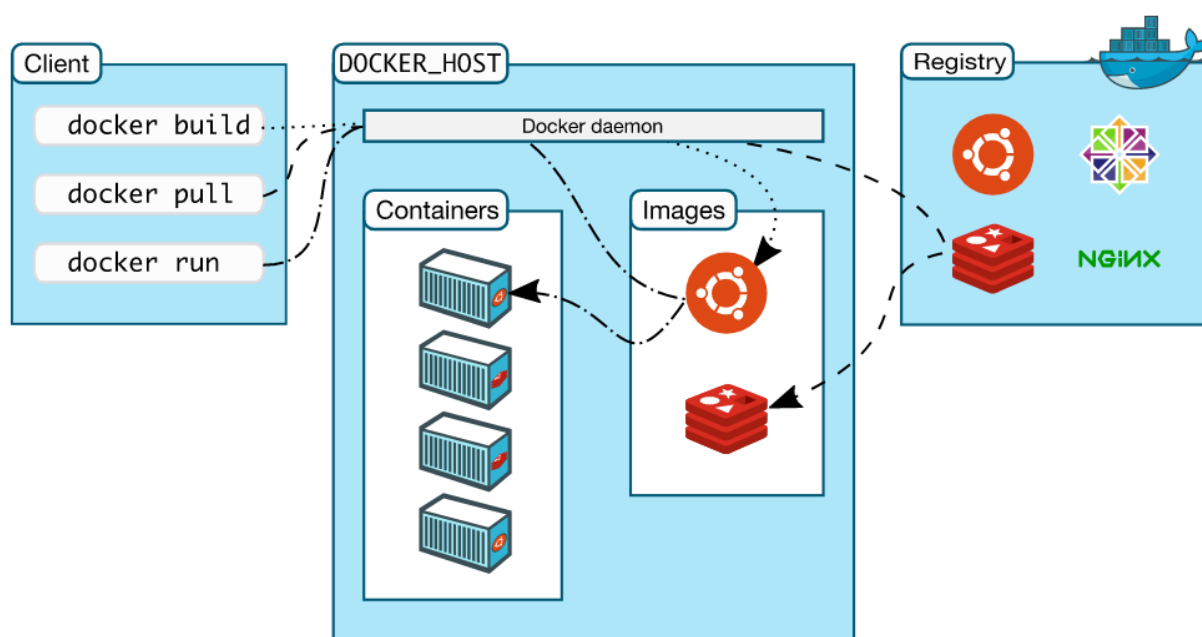 Client
docker build
docker pull
docker run
DOCKER_HOST
Docker daemon
Containers
Images
Registry
NGiNX